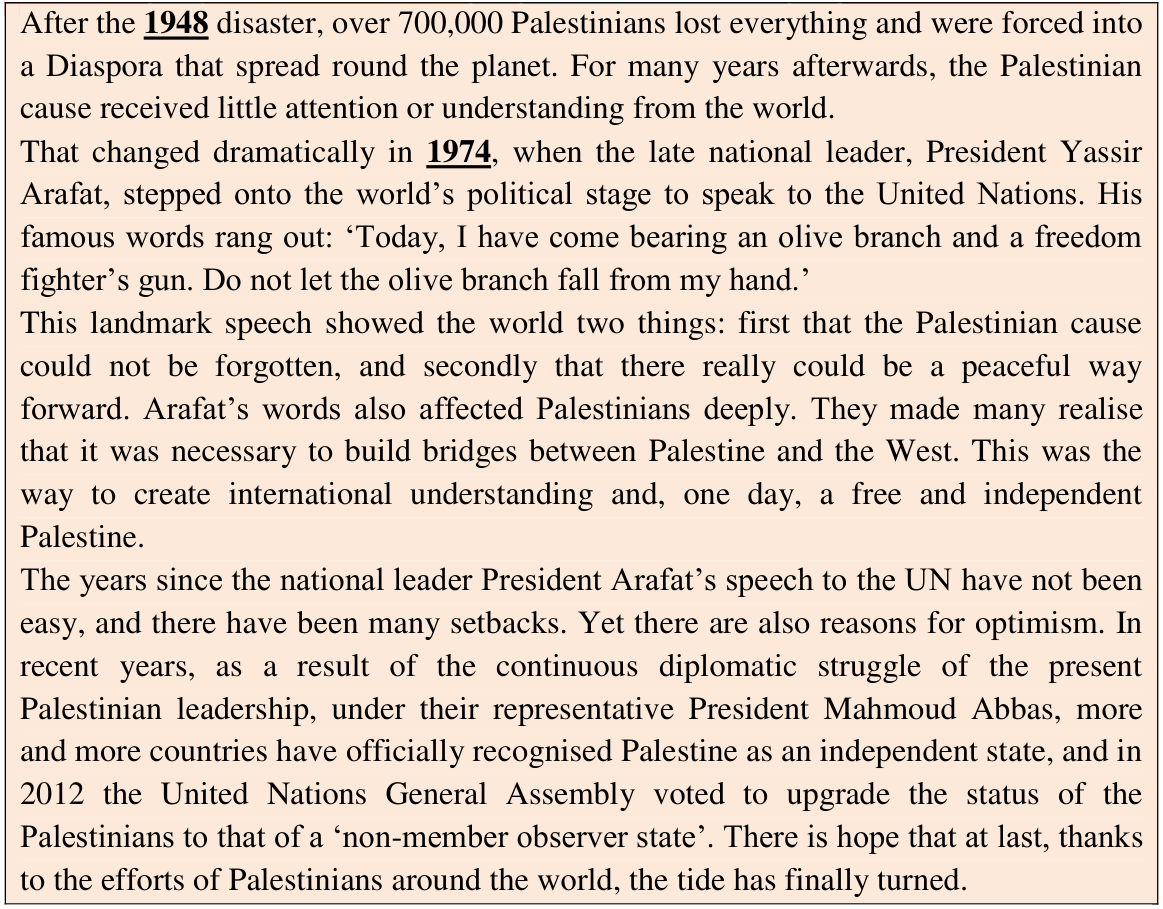 After the 1948 disaster, over 700,000 Palestinians lost everything and were forced into
a Diaspora that spread round the planet. For many years afterwards, the Palestinian
cause received little attention or understanding from the world.
That changed dramatically in 1974, when the late national leader, President Yassir
Arafat, stepped onto the world’s political stage to speak to the United Nations. His
famous words rang out: ‘Today, I have come bearing an olive branch and a freedom
fighter’s gun. Do not let the olive branch fall from my hand.’
This landmark speech showed the world two things: first that the Palestinian cause
could not be forgotten, and secondly that there really could be a peaceful way
forward. Arafat’s words also affected Palestinians deeply. They made many realise
that it was necessary to build bridges between Palestine and the West. This was the
way to create international understanding and, one day, a free and independent
Palestine.
The years since the national leader President Arafat’s speech to the UN have not been
easy, and there have been many setbacks. Yet there are also reasons for optimism. In
recent years, as a result of the continuous diplomatic struggle of the present
Palestinian leadership, under their representative President Mahmoud Abbas, more
and more countries have officially recognised Palestine as an independent state, and in
2012 the United Nations General Assembly voted to upgrade the status of the
Palestinians to that of a ‘non-member observer state’. There is hope that at last, thanks
to the efforts of Palestinians around the world, the tide has finally turned.